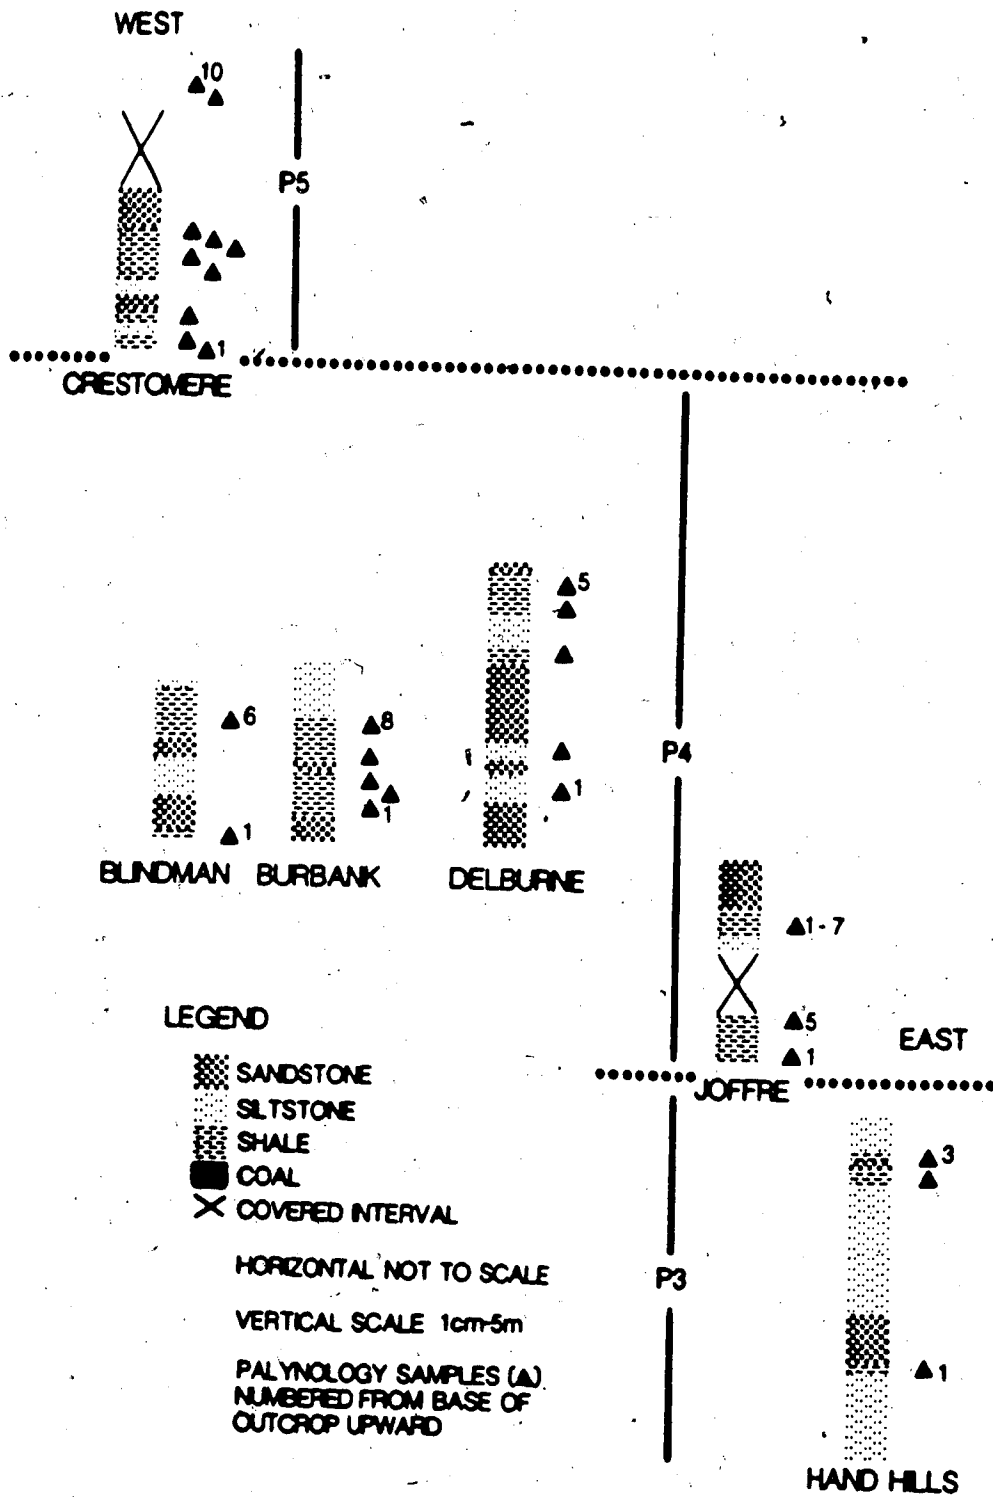 WEST
▲10
P5
▲1
CRESTOMERE
▲5
▲6
▲8
P4
▲1
▲1
▲1
BLINDMAN
BURBANK
DELBURNE
▲1-7
LEGEND
▲5
EAST
▲1
SANDSTONE
JOFFRE
SILTSTONE
SHALE
▲3
COAL
COVERED INTERVAL
HORIZONTAL NOT TO SCALE
P3
VERTICAL SCALE 1cm-5m
PALYNOLOGY SAMPLES (▲)
NUMBERED FROM BASE OF
OUTCROP UPWARD
▲1
HAND HILLS